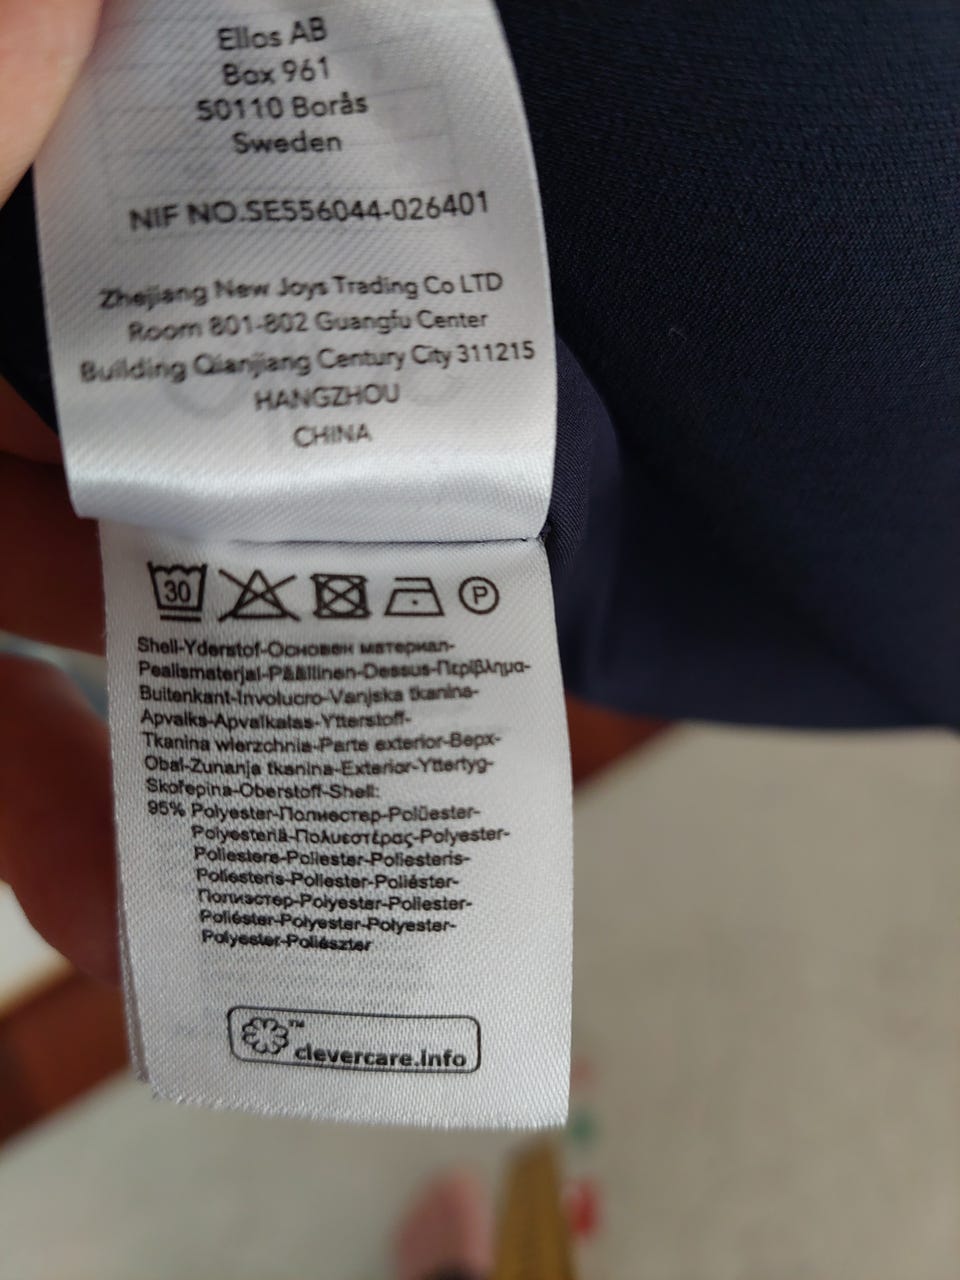 Ellos AB
Box 961
50110 Borås
Sweden
NIF NO.SE556044-026401
Zhejiang New Joys Trading Co LTD
Room 801-802 Guangfu Center
Building Qianjiang Century City 311215
HANGZHOU
CHINA
30 P
Shell-Yderstof-Основен материал-
Pealismaterjal-Päällinen-Dessus-Περίβλημα-
Buitenkant-Involucro-Vanjska tkanina-
Apvalks-Apvalkalas-Ytterstoff-
Tkanina wierzchnia-Parte exterior-Верх-
Obal-Zunanja tkanina-Exterior-Yttertyg-
Skořepina-Oberstoff-Shell:
95% Polyester-Полиестер-Polüester-
Polyesteriä-Πολυεστέρας-Polyester-
Poliestere-Poliester-Poliesteris-
Poliesteris-Poliester-Poliéster-
Полиэстер-Polyester-Poliester-
Poliéster-Polyester-Polyester-
Polyester-Poliészter
™
clevercare.info